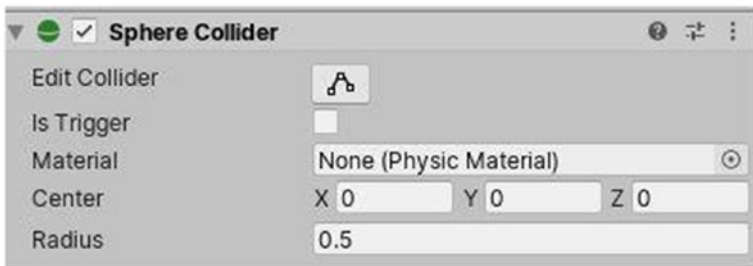 Sphere Collider
Edit Collider
Is Trigger
Material None (Physic Material)
Center X 0 Y 0 Z 0
Radius 0.5